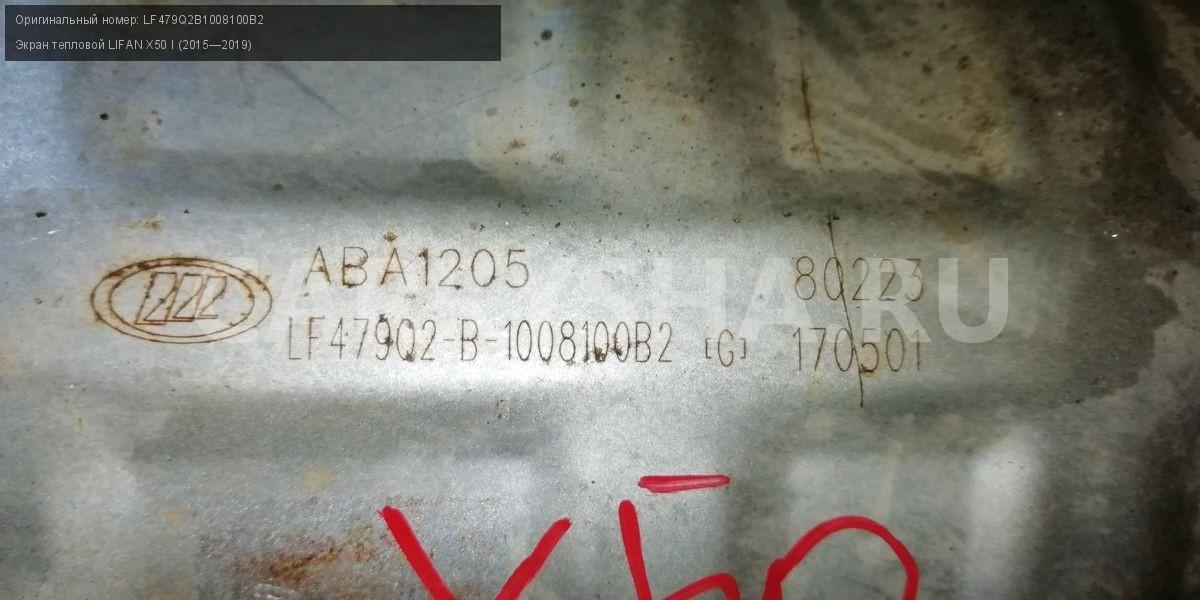 Оригинальный номер: LF479Q2B1008100B2
Экран тепловой LIFAN X50 I (2015—2019)
ABA1205 80223
LF479Q2-B-1008100B2 [G] 170501
X50